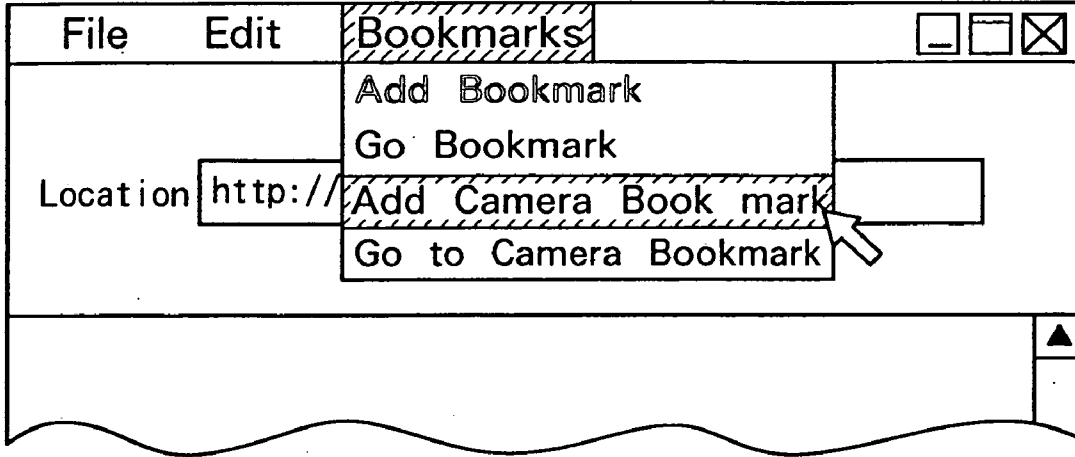 File Edit Bookmarks
Add Bookmark
Go Bookmark
Location http://
Add Camera Book mark
Go to Camera Bookmark